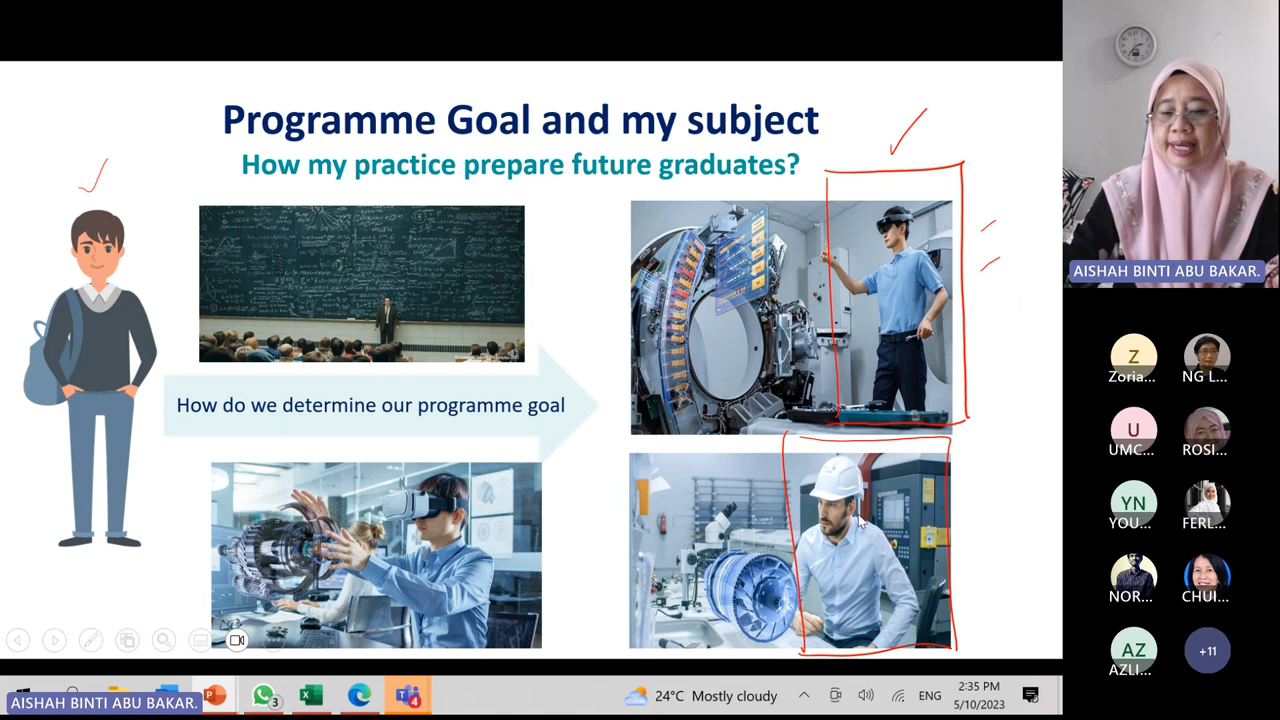 Programme Goal and my subject
How my practice prepare future graduates?
How do we determine our programme goal
AISHAH BINTI ABU BAKAR.
Z
Zoria...
NG L...
U
UMC...
ROSI...
YN
YOU...
FERL...
NOR...
CHUI...
AZ
AZLI...
+11
AISHAH BINTI ABU BAKAR.
3
4
24°C Mostly cloudy
ENG
2:35 PM
5/10/2023